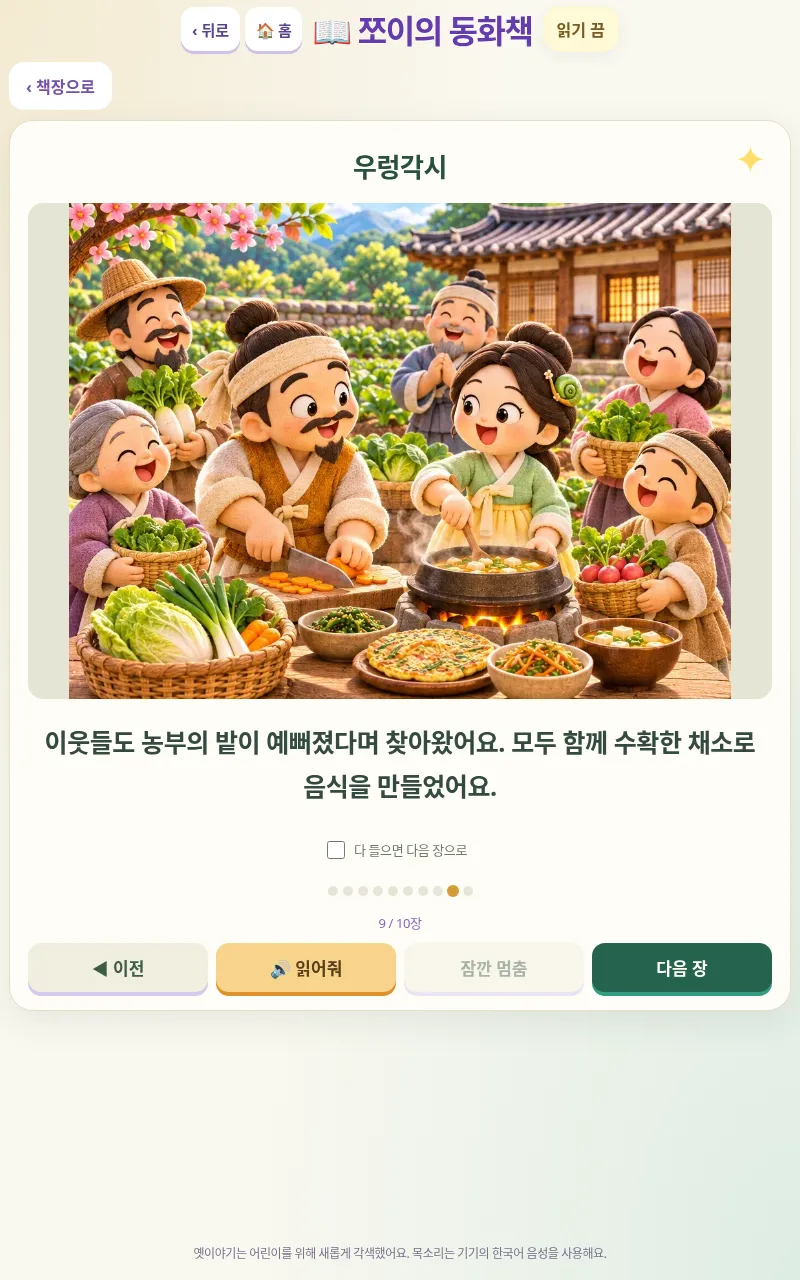 ‹ 뒤로
🏠 홈
📖 쪼이의 동화책
읽기 끔
‹ 책장으로
우렁각시
이웃들도 농부의 밭이 예뻐졌다며 찾아왔어요. 모두 함께 수확한 채소로
음식을 만들었어요.
다 들으면 다음 장으로
9 / 10장
◀ 이전
🔊 읽어줘
잠깐 멈춤
다음 장
옛이야기는 어린이를 위해 새롭게 각색했어요. 목소리는 기기의 한국어 음성을 사용해요.